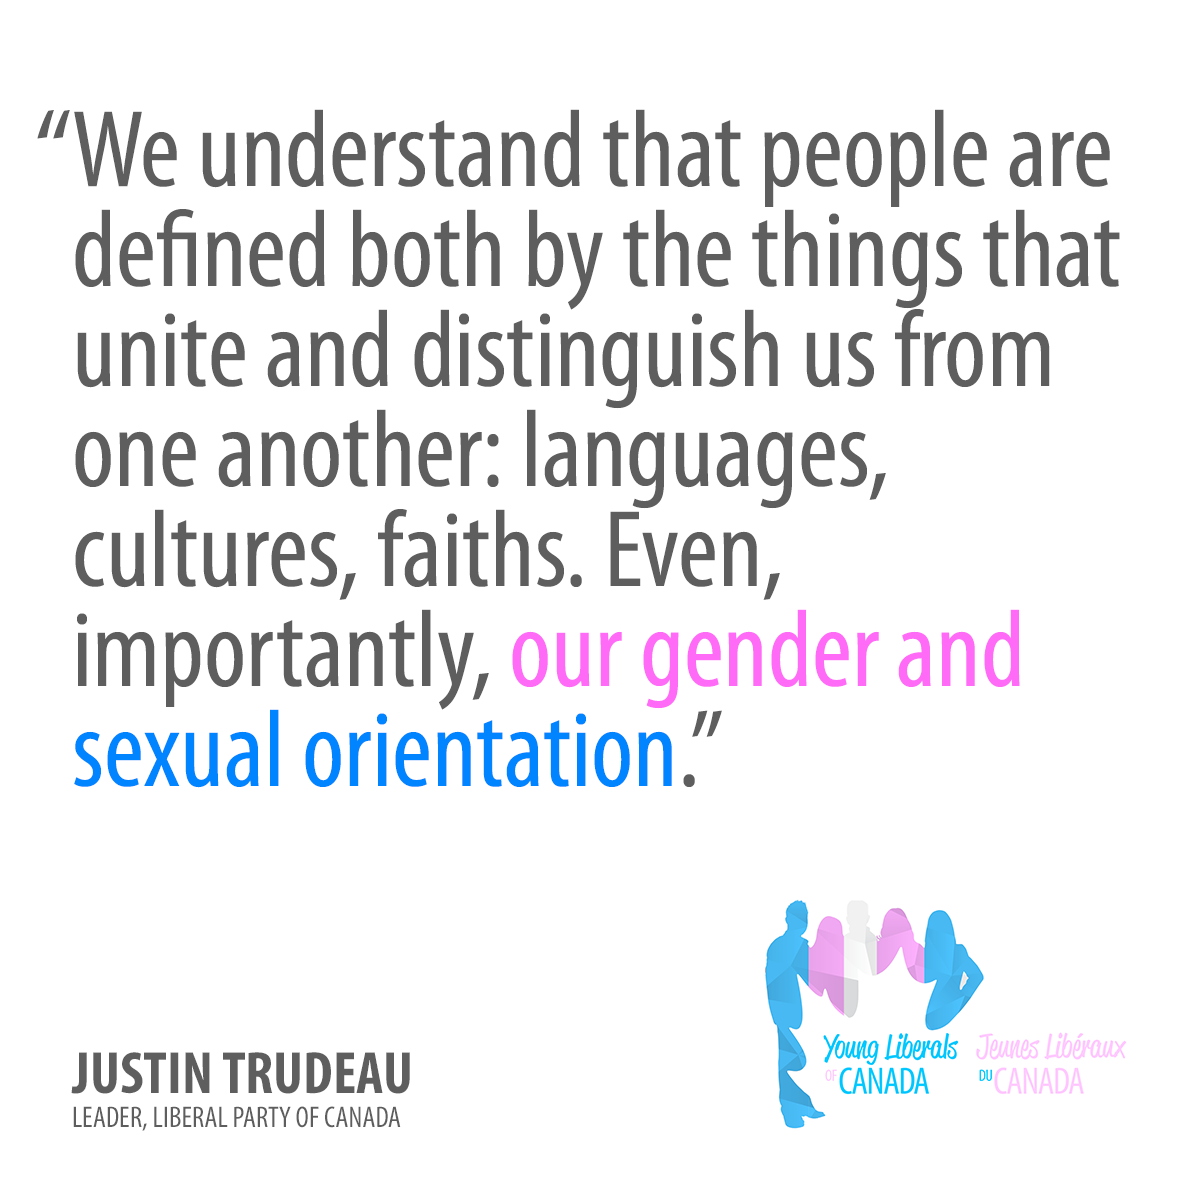 “We understand that people are
defined both by the things that
unite and distinguish us from
one another: languages,
cultures, faiths. Even,
importantly, our gender and
sexual orientation.”
JUSTIN TRUDEAU
LEADER, LIBERAL PARTY OF CANADA
Young Liberals
OF CANADA
Jeunes Libéraux
DU CANADA